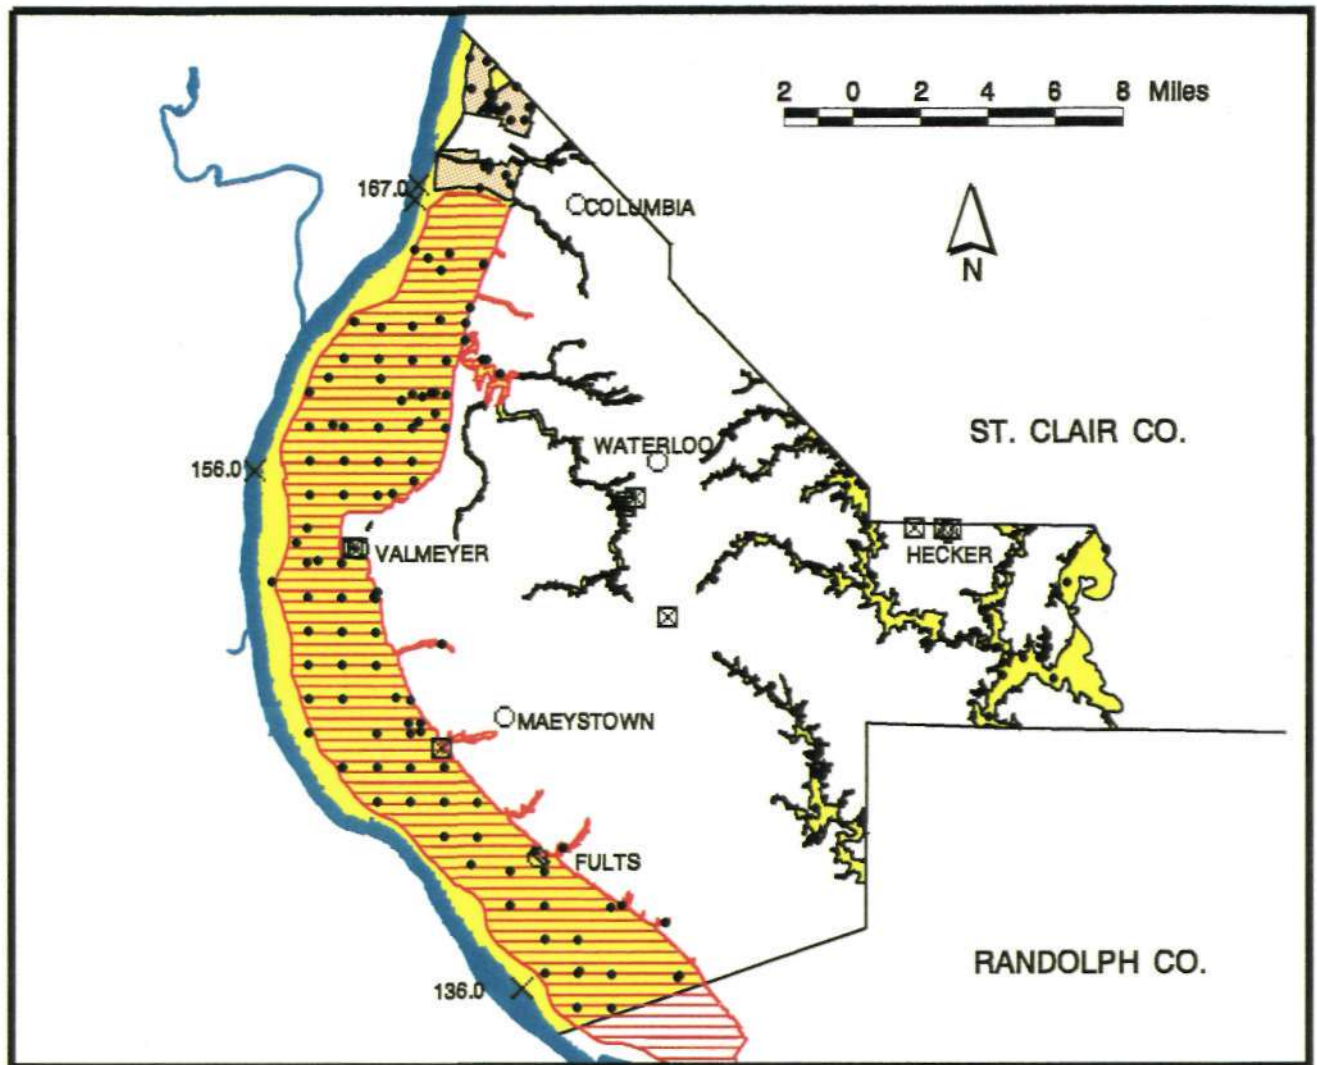 2 0 2 4 6 8 Miles
167.0
COLUMBIA
N
ST. CLAIR CO.
WATERLOO
156.0
HECKER
VALMEYER
MAEYSTOWN
FULTS
RANDOLPH CO.
136.0